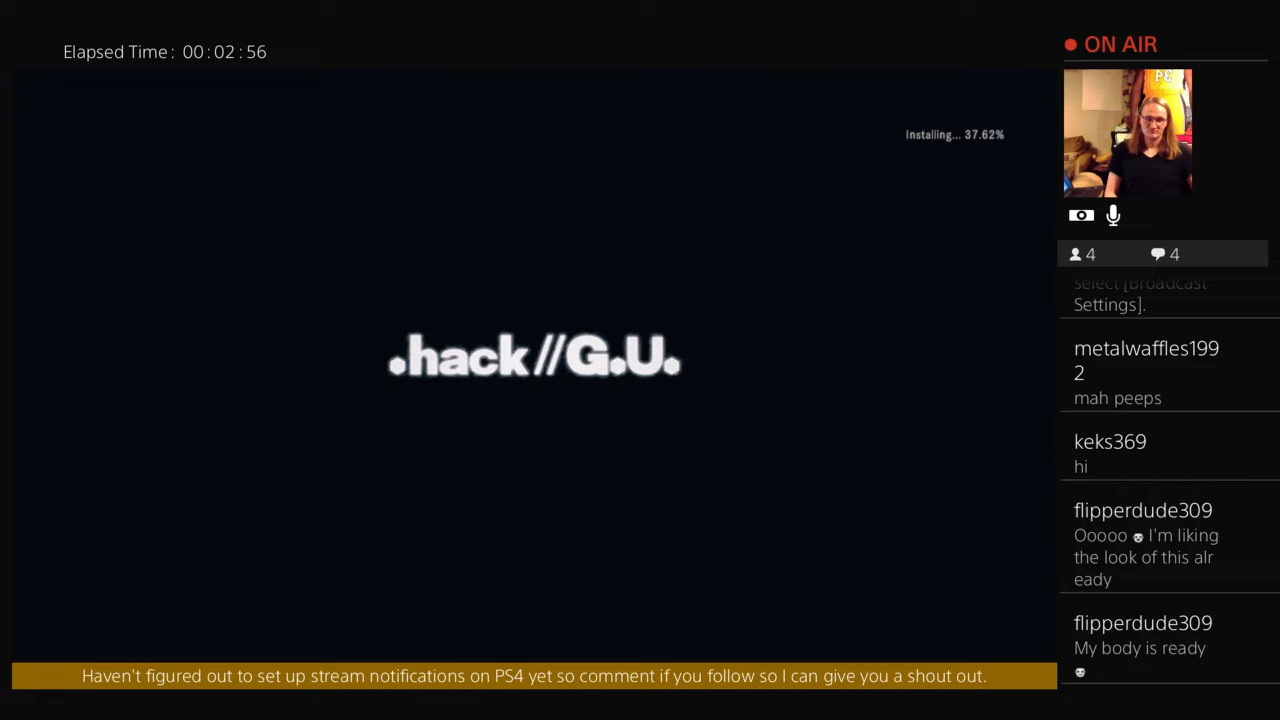 Elapsed Time: 00:02:56
ON AIR
Installing... 37.62%
4 4
select [Broadcast
Settings].
.hack//G.U.
metalwaffles199
2
mah peeps
keks369
hi
flipperdude309
Ooooo I'm liking
the look of this alr
eady
flipperdude309
My body is ready
Haven't figured out to set up stream notifications on PS4 yet so comment if you follow so I can give you a shout out.